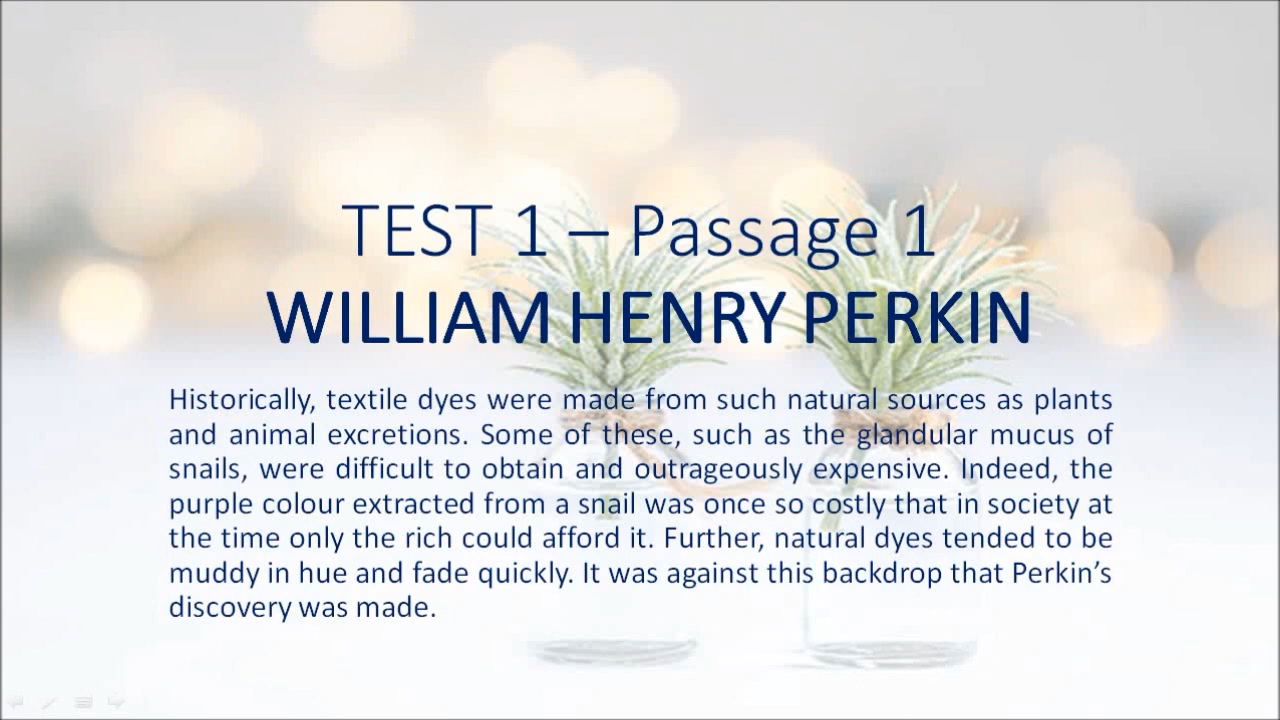 TEST 1 – Passage 1
WILLIAM HENRY PERKIN
Historically, textile dyes were made from such natural sources as plants
and animal excretions. Some of these, such as the glandular mucus of
snails, were difficult to obtain and outrageously expensive. Indeed, the
purple colour extracted from a snail was once so costly that in society at
the time only the rich could afford it. Further, natural dyes tended to be
muddy in hue and fade quickly. It was against this backdrop that Perkin’s
discovery was made.